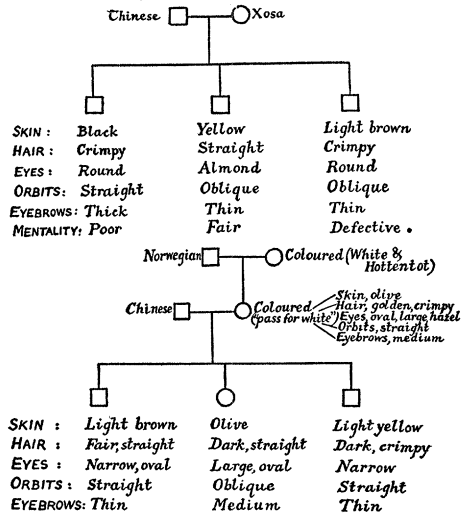 Chinese Xosa
SKIN: Black Yellow Light brown
HAIR: Crimpy Straight Crimpy
EYES: Round Almond Round
ORBITS: Straight Oblique Oblique
EYEBROWS: Thick Thin Thin
MENTALITY: Poor Fair Defective.
Norwegian Coloured (White &
Hottentot)
Chinese Coloured
("pass for white")
Skin, olive
Hair, golden, crimpy
Eyes, oval, large, hazel
Orbits, straight
Eyebrows, medium
SKIN: Light brown Olive Light yellow
HAIR: Fair, straight Dark, straight Dark, crimpy
EYES: Narrow, oval Large, oval Narrow
ORBITS: Straight Oblique Straight
EYEBROWS: Thin Medium Thin